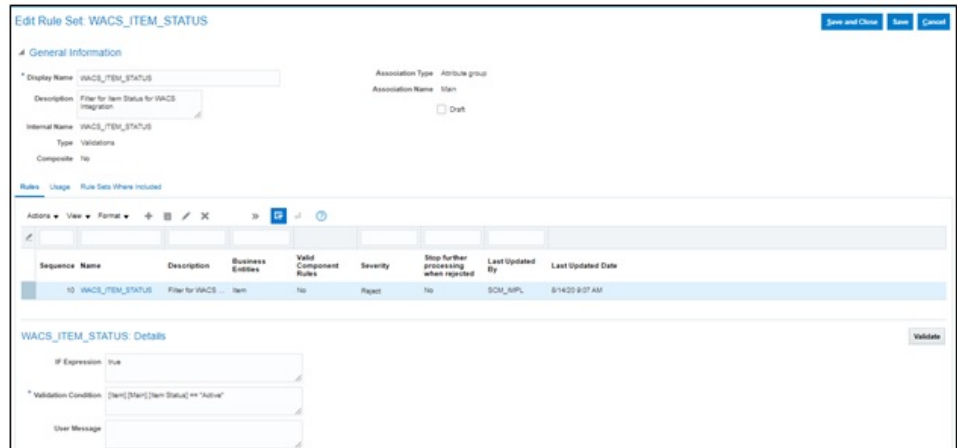 Edit Rule Set: WACS_ITEM_STATUS
Save and Close Save Cancel
General Information
* Display Name WACS_ITEM_STATUS
Association Type Attribute group
Description Filter for Item Status for WACS
Integration
Association Name Main
Draft
Internal Name WACS_ITEM_STATUS
Type Validations
Composite No
Rules Usage Rule Sets Where Included
Actions View Format
Sequence Name Description Business Entities Valid Component Rules Severity Stop further processing when rejected Last Updated By Last Updated Date
10 WACS_ITEM_STATUS Filter for WACS ... Item No Reject No SCM_IMPL 8/14/20 9:07 AM
WACS_ITEM_STATUS: Details
Validate
IF Expression true
* Validation Condition [Item].[Main].[Item Status] == "Active"
User Message